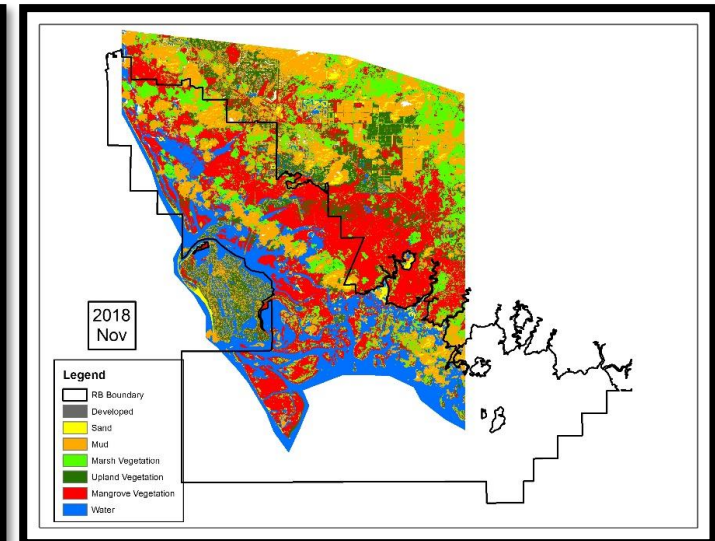 2018
Nov
Legend
RB Boundary
Developed
Sand
Mud
Marsh Vegetation
Upland Vegetation
Mangrove Vegetation
Water